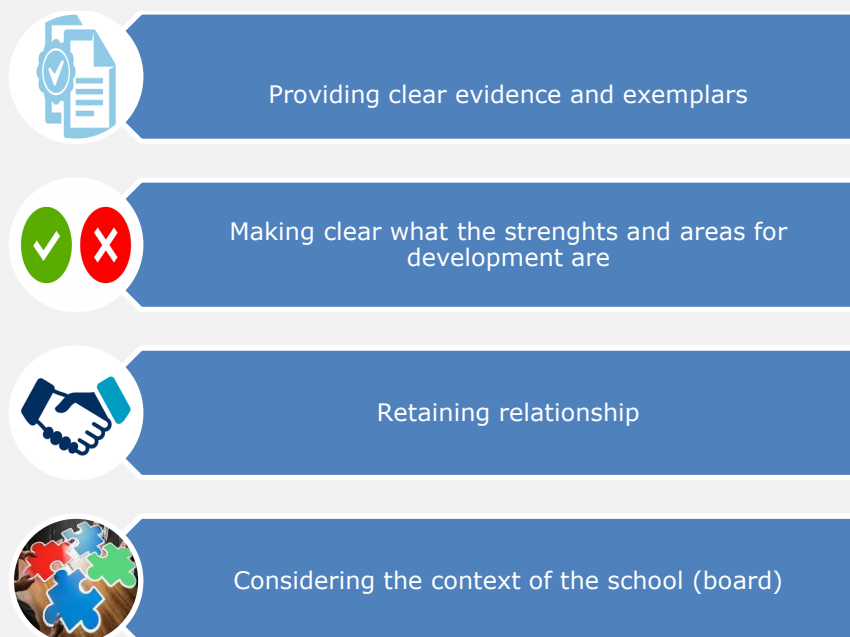 Providing clear evidence and exemplars
Making clear what the strenghts and areas for
development are
Retaining relationship
Considering the context of the school (board)